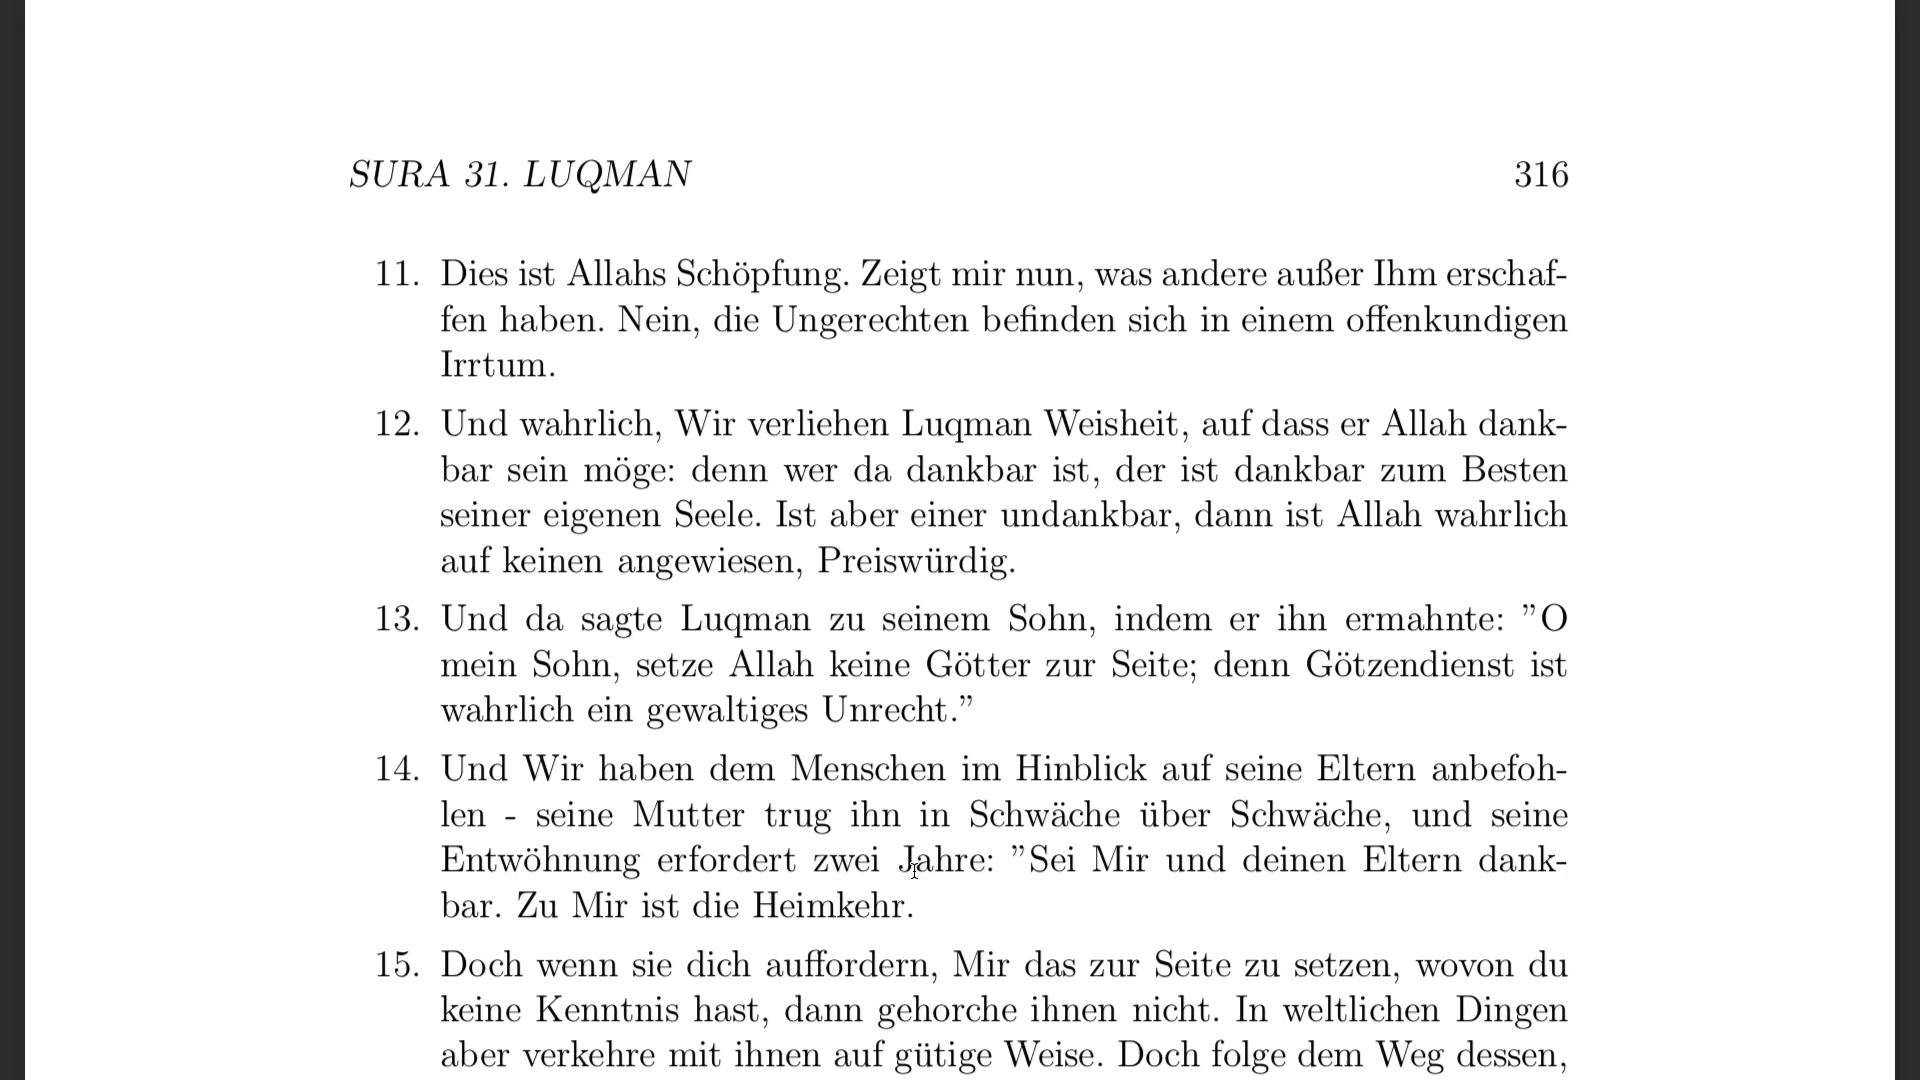 SURA 31. LUQMAN 316
11. Dies ist Allahs Schöpfung. Zeigt mir nun, was andere außer Ihm erschaf-
fen haben. Nein, die Ungerechten befinden sich in einem offenkundigen
Irrtum.
12. Und wahrlich, Wir verliehen Luqman Weisheit, auf dass er Allah dank-
bar sein möge: denn wer da dankbar ist, der ist dankbar zum Besten
seiner eigenen Seele. Ist aber einer undankbar, dann ist Allah wahrlich
auf keinen angewiesen, Preiswürdig.
13. Und da sagte Luqman zu seinem Sohn, indem er ihn ermahnte: ”O
mein Sohn, setze Allah keine Götter zur Seite; denn Götzendienst ist
wahrlich ein gewaltiges Unrecht.”
14. Und Wir haben dem Menschen im Hinblick auf seine Eltern anbefoh-
len - seine Mutter trug ihn in Schwäche über Schwäche, und seine
Entwöhnung erfordert zwei Jahre: ”Sei Mir und deinen Eltern dank-
bar. Zu Mir ist die Heimkehr.
15. Doch wenn sie dich auffordern, Mir das zur Seite zu setzen, wovon du
keine Kenntnis hast, dann gehorche ihnen nicht. In weltlichen Dingen
aber verkehre mit ihnen auf gütige Weise. Doch folge dem Weg dessen,